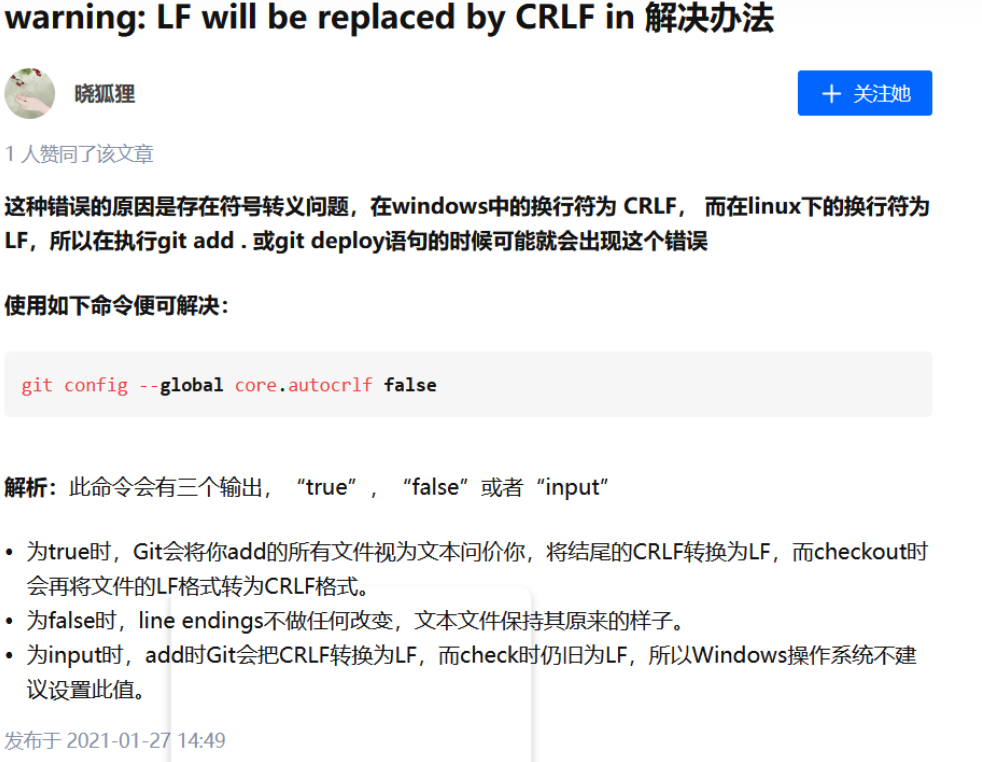 warning: LF will be replaced by CRLF in 解决办法
晓狐狸
+ 关注她
1 人赞同了该文章
这种错误的原因是存在符号转义问题，在windows中的换行符为 CRLF， 而在linux下的换行符为
LF，所以在执行git add . 或git deploy语句的时候可能就会出现这个错误
使用如下命令便可解决：
git config --global core.autocrlf false
解析：此命令会有三个输出，“true”，“false”或者“input”
• 为true时，Git会将你add的所有文件视为文本问价你，将结尾的CRLF转换为LF，而checkout时
会再将文件的LF格式转为CRLF格式。
• 为false时，line endings不做任何改变，文本文件保持其原来的样子。
• 为input时，add时Git会把CRLF转换为LF，而check时仍旧为LF，所以Windows操作系统不建
议设置此值。
发布于 2021-01-27 14:49